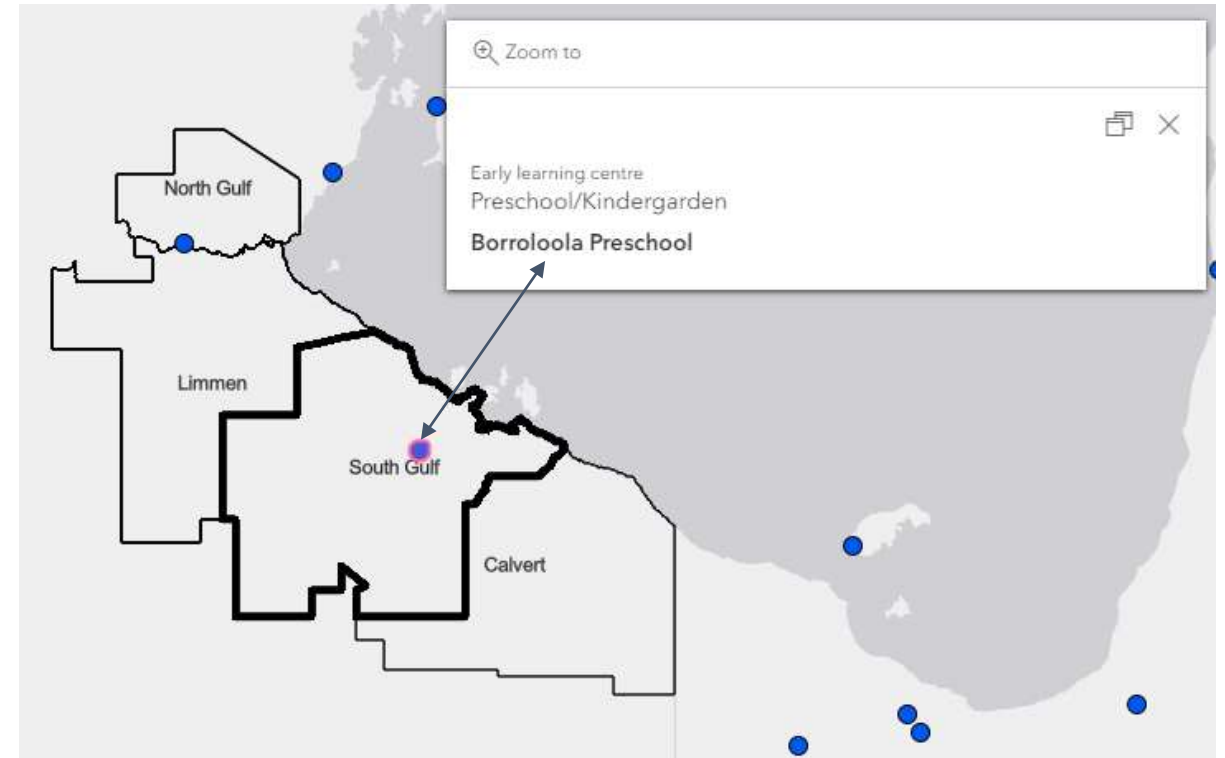 Zoom to
Early learning centre
Preschool/Kindergarden
Borroloola Preschool
North Gulf
Limmen
South Gulf
Calvert